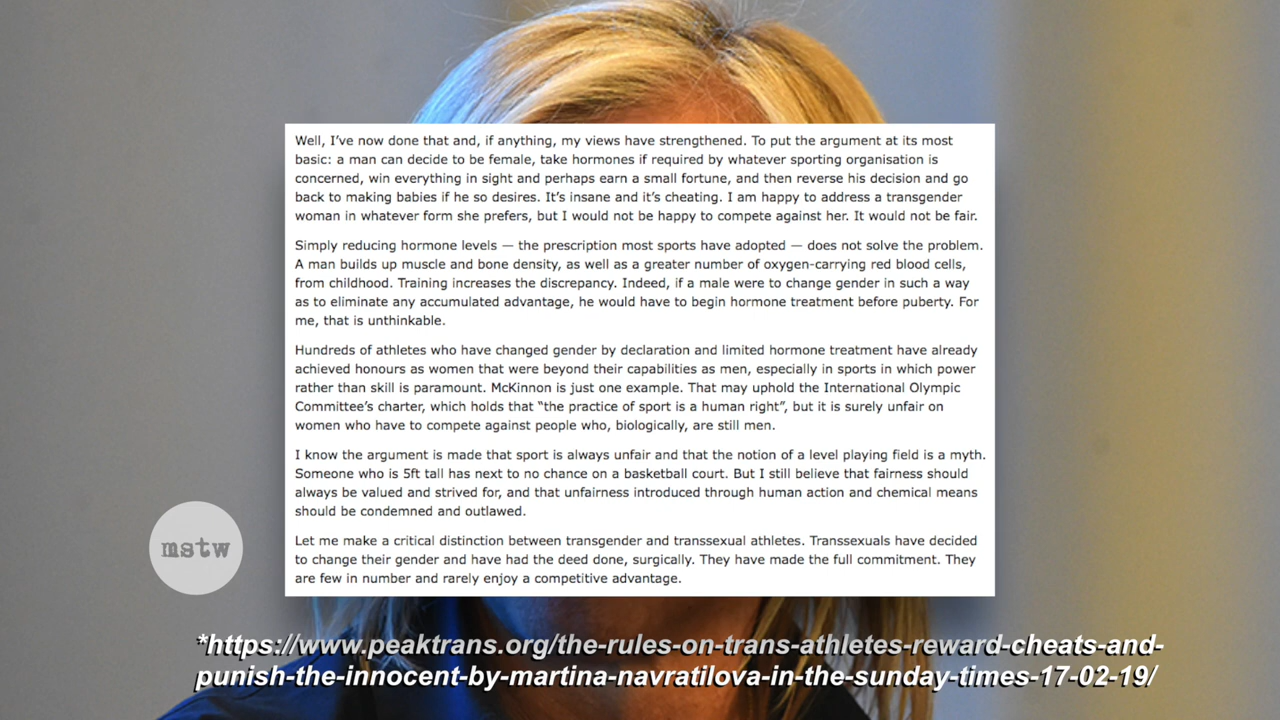 Well, I've now done that and, if anything, my views have strengthened. To put the argument at its most
basic: a man can decide to be female, take hormones if required by whatever sporting organisation is
concerned, win everything in sight and perhaps earn a small fortune, and then reverse his decision and go
back to making babies if he so desires. It's insane and it's cheating. I am happy to address a transgender
woman in whatever form she prefers, but I would not be happy to compete against her. It would not be fair.
Simply reducing hormone levels — the prescription most sports have adopted — does not solve the problem.
A man builds up muscle and bone density, as well as a greater number of oxygen-carrying red blood cells,
from childhood. Training increases the discrepancy. Indeed, if a male were to change gender in such a way
as to eliminate any accumulated advantage, he would have to begin hormone treatment before puberty. For
me, that is unthinkable.
Hundreds of athletes who have changed gender by declaration and limited hormone treatment have already
achieved honours as women that were beyond their capabilities as men, especially in sports in which power
rather than skill is paramount. McKinnon is just one example. That may uphold the International Olympic
Committee's charter, which holds that “the practice of sport is a human right”, but it is surely unfair on
women who have to compete against people who, biologically, are still men.
I know the argument is made that sport is always unfair and that the notion of a level playing field is a myth.
Someone who is 5ft tall has next to no chance on a basketball court. But I still believe that fairness should
always be valued and strived for, and that unfairness introduced through human action and chemical means
should be condemned and outlawed.
Let me make a critical distinction between transgender and transsexual athletes. Transsexuals have decided
to change their gender and have had the deed done, surgically. They have made the full commitment. They
are few in number and rarely enjoy a competitive advantage.
mstw
*https://www.peaktrans.org/the-rules-on-trans-athletes-reward-cheats-and-
punish-the-innocent-by-martina-navratilova-in-the-sunday-times-17-02-19/